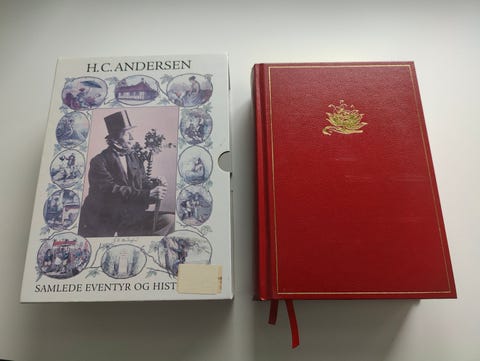 H.C. ANDERSEN
SAMLEDE EVENTYR OG HIST